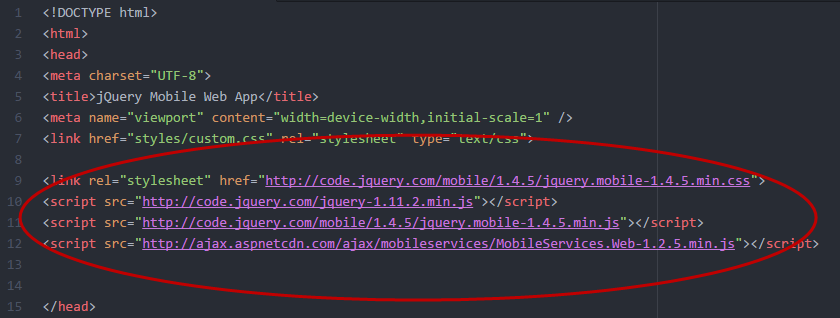 1 <!DOCTYPE html>
2 <html>
3 <head>
4 <meta charset="UTF-8">
5 <title>jQuery Mobile Web App</title>
6 <meta name="viewport" content="width=device-width,initial-scale=1" />
7 <link href="styles/custom.css" rel="stylesheet" type="text/css">
8
9 <link rel="stylesheet" href="http://code.jquery.com/mobile/1.4.5/jquery.mobile-1.4.5.min.css">
10 <script src="http://code.jquery.com/jquery-1.11.2.min.js"></script>
11 <script src="http://code.jquery.com/mobile/1.4.5/jquery.mobile-1.4.5.min.js"></script>
12 <script src="http://ajax.aspnetcdn.com/ajax/mobileservices/MobileServices.Web-1.2.5.min.js"></script>
13
14
15 </head>